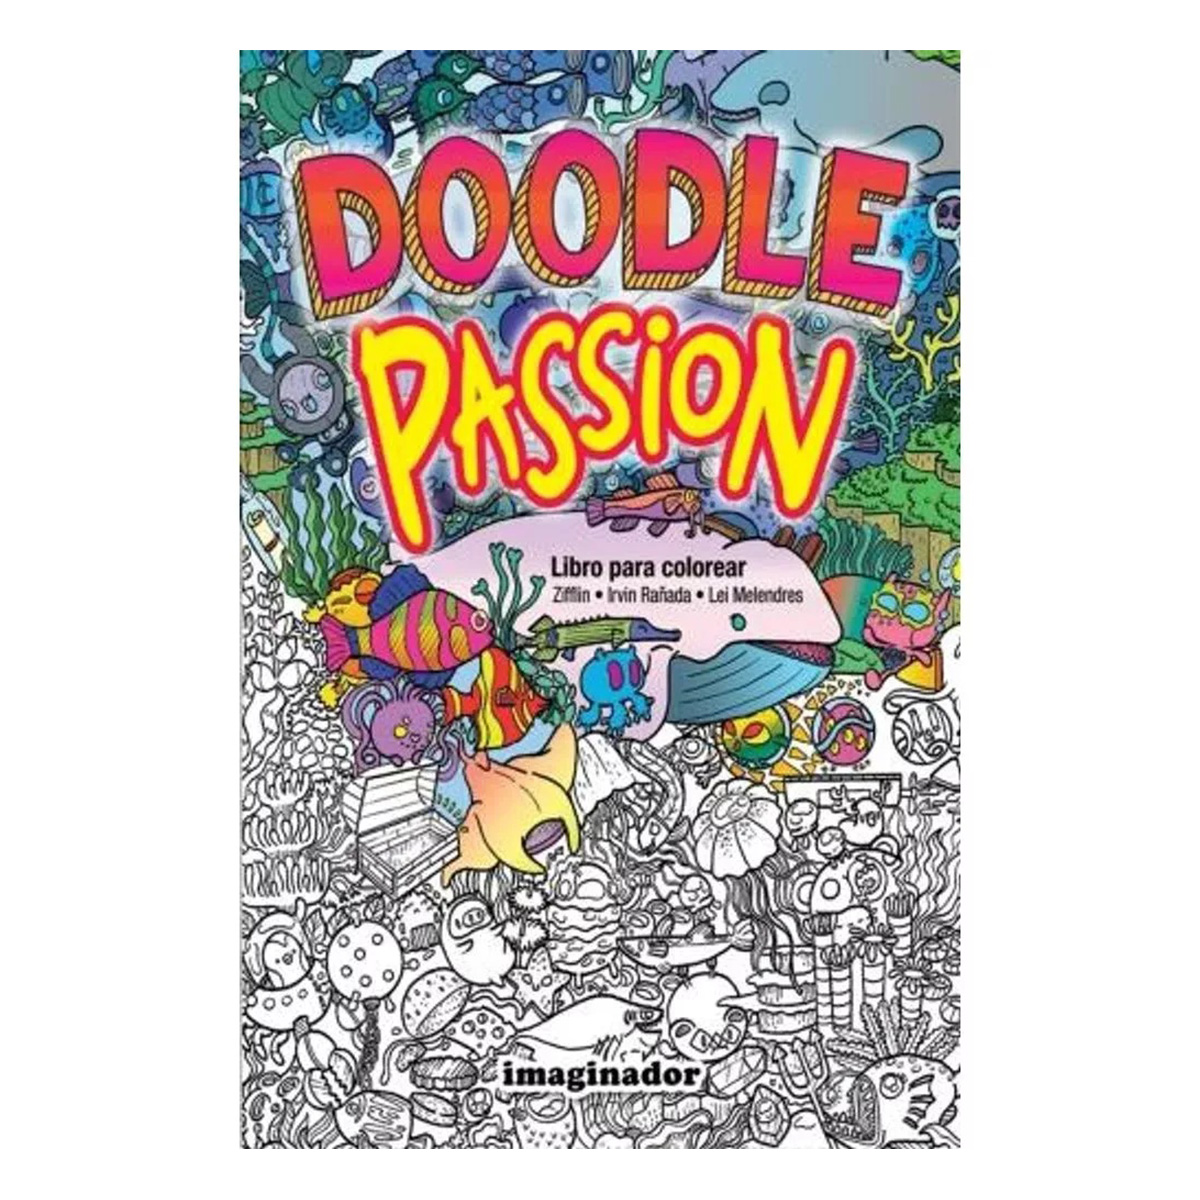 DOODLE
PASSiON
Libro para colorear
Zifflin • Irvin Rañada • Lei Melendres
imaginador